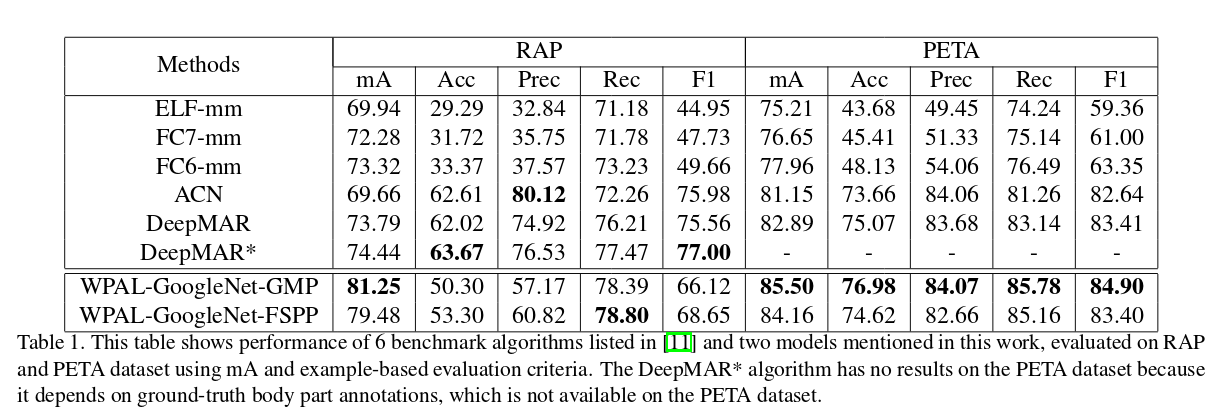 Methods RAP PETA
mA Acc Prec Rec F1 mA Acc Prec Rec F1
ELF-mm 69.94 29.29 32.84 71.18 44.95 75.21 43.68 49.45 74.24 59.36
FC7-mm 72.28 31.72 35.75 71.78 47.73 76.65 45.41 51.33 75.14 61.00
FC6-mm 73.32 33.37 37.57 73.23 49.66 77.96 48.13 54.06 76.49 63.35
ACN 69.66 62.61 80.12 72.26 75.98 81.15 73.66 84.06 81.26 82.64
DeepMAR 73.79 62.02 74.92 76.21 75.56 82.89 75.07 83.68 83.14 83.41
DeepMAR* 74.44 63.67 76.53 77.47 77.00 - - - - -
WPAL-GoogleNet-GMP 81.25 50.30 57.17 78.39 66.12 85.50 76.98 84.07 85.78 84.90
WPAL-GoogleNet-FSPP 79.48 53.30 60.82 78.80 68.65 84.16 74.62 82.66 85.16 83.40
Table 1. This table shows performance of 6 benchmark algorithms listed in [11] and two models mentioned in this work, evaluated on RAP
and PETA dataset using mA and example-based evaluation criteria. The DeepMAR* algorithm has no results on the PETA dataset because
it depends on ground-truth body part annotations, which is not available on the PETA dataset.